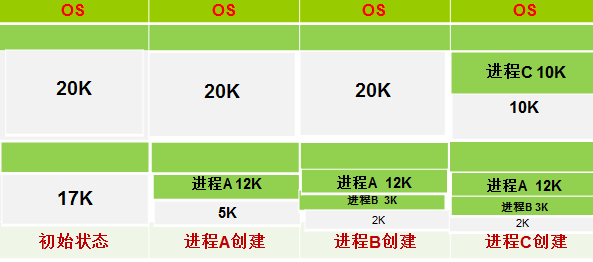 OS OS OS OS
进程C 10K
20K 20K 20K
10K
进程A 12K 进程A 12K 进程A 12K
17K 进程B 3K 进程B 3K
5K 2K 2K
初始状态 进程A创建 进程B创建 进程C创建